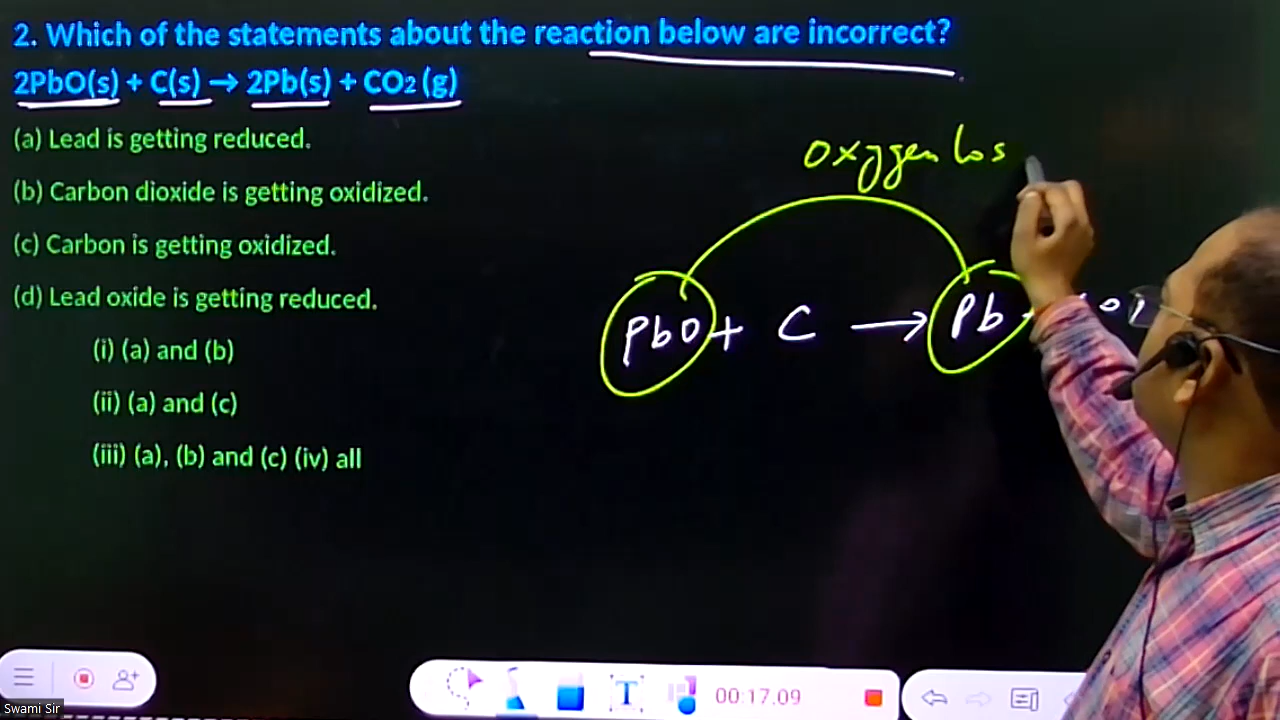 2. Which of the statements about the reaction below are incorrect?
2PbO(s) + C(s) → 2Pb(s) + CO2 (g)
(a) Lead is getting reduced.
(b) Carbon dioxide is getting oxidized.
(c) Carbon is getting oxidized.
(d) Lead oxide is getting reduced.
(i) (a) and (b)
(ii) (a) and (c)
(iii) (a), (b) and (c) (iv) all
oxygen los
PbO + C → Pb +
00:17.09
Swami Sir